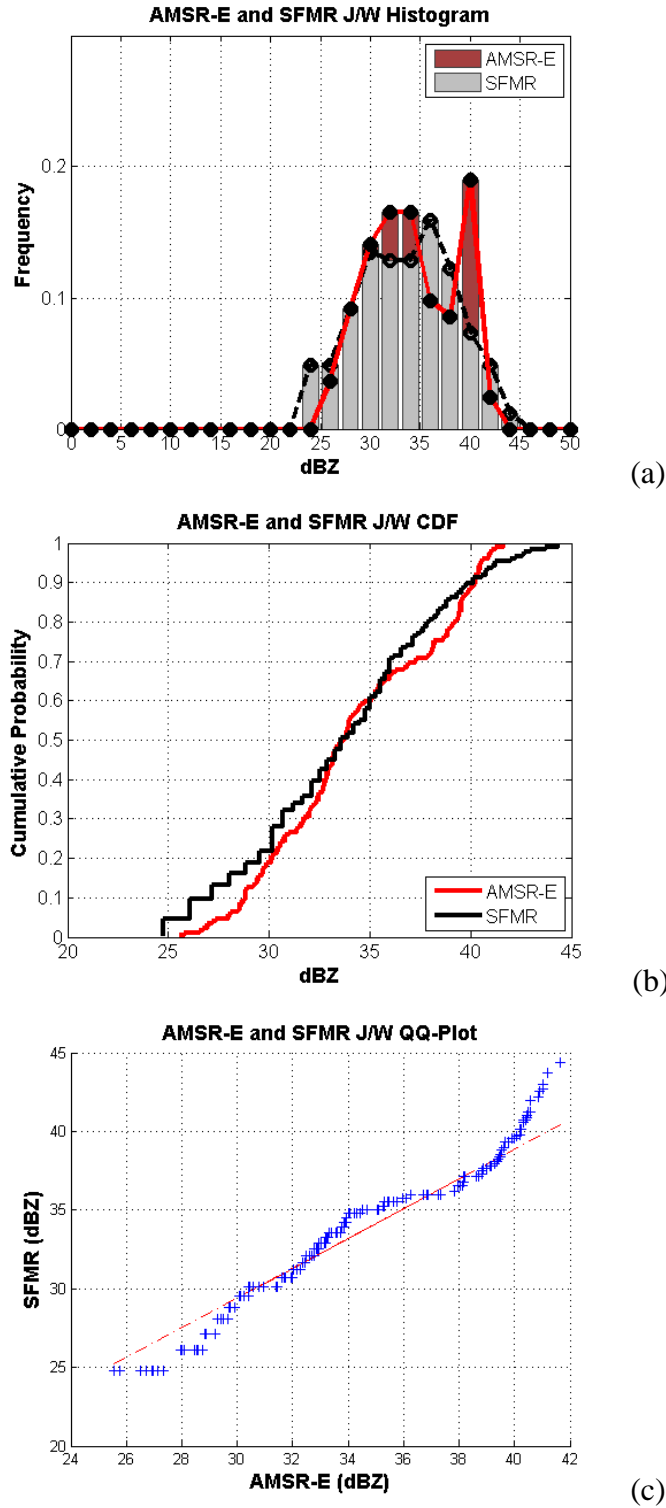 AMSR-E and SFMR J/W Histogram
AMSR-E
SFMR
Frequency
0.2
0.1
0
0 5 10 15 20 25 30 35 40 45 50
dBZ
(a)
AMSR-E and SFMR J/W CDF
Cumulative Probability
1
0.9
0.8
0.7
0.6
0.5
0.4
0.3
0.2
0.1
0
AMSR-E
SFMR
20 25 30 35 40 45
dBZ
(b)
AMSR-E and SFMR J/W QQ-Plot
SFMR (dBZ)
45
40
35
30
25
20
24 26 28 30 32 34 36 38 40 42
AMSR-E (dBZ)
(c)